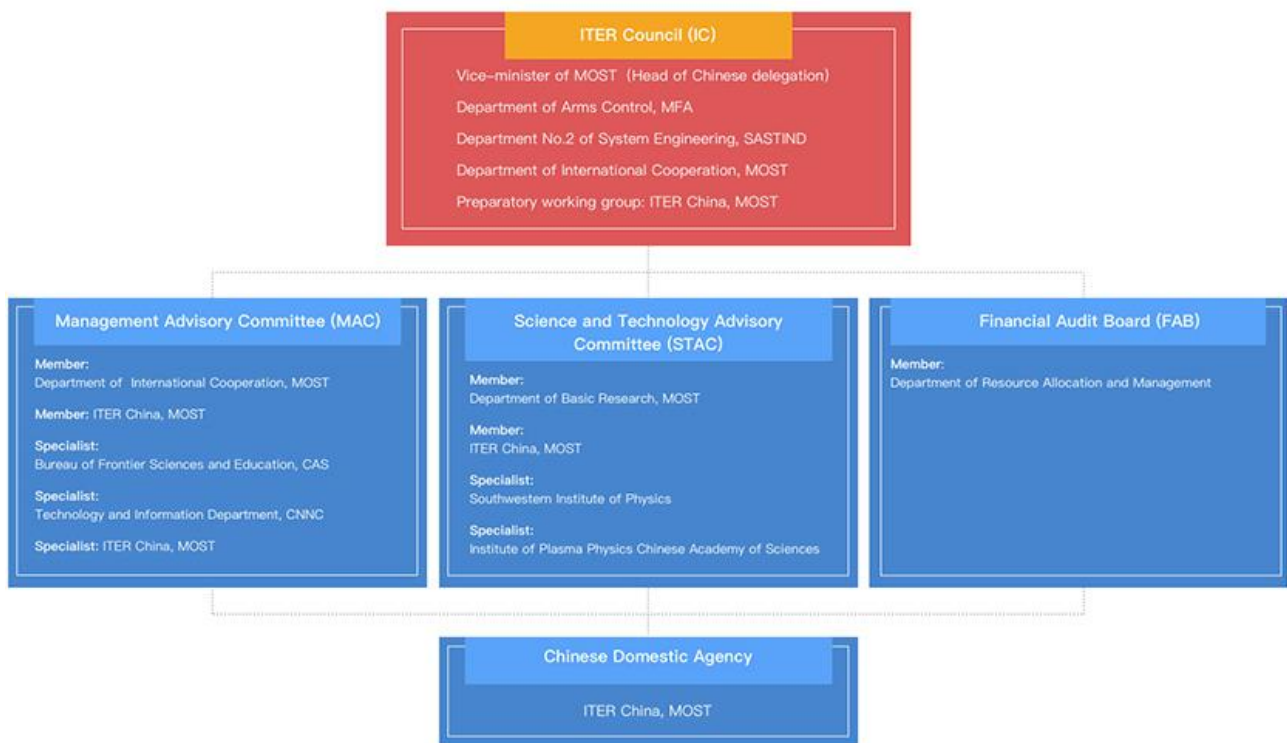 ITER Council (IC)
Vice-minister of MOST (Head of Chinese delegation)
Department of Arms Control, MFA
Department No.2 of System Engineering, SASTIND
Department of International Cooperation, MOST
Preparatory working group: ITER China, MOST
Management Advisory Committee (MAC)
Member:
Department of International Cooperation, MOST
Member: ITER China, MOST
Specialist:
Bureau of Frontier Sciences and Education, CAS
Specialist:
Technology and Information Department, CNNC
Specialist: ITER China, MOST
Science and Technology Advisory
Committee (STAC)
Member:
Department of Basic Research, MOST
Member:
ITER China, MOST
Specialist:
Southwestern Institute of Physics
Specialist:
Institute of Plasma Physics Chinese Academy of Sciences
Financial Audit Board (FAB)
Member:
Department of Resource Allocation and Management
Chinese Domestic Agency
ITER China, MOST